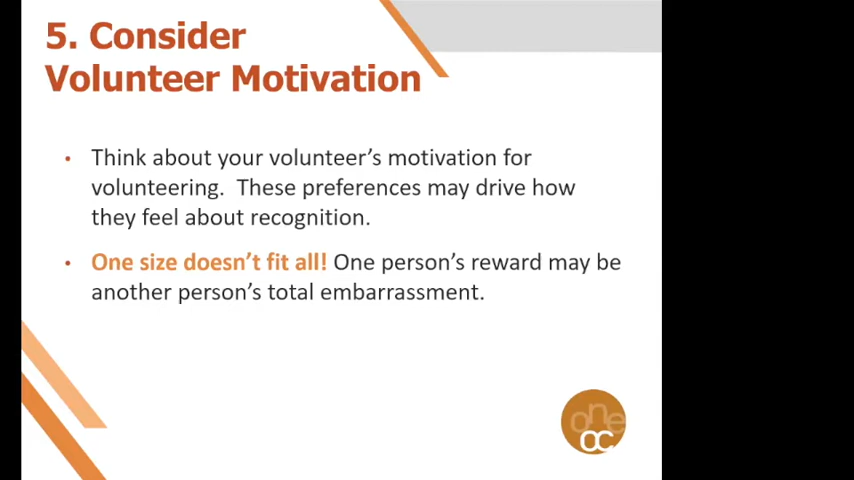 5. Consider
Volunteer Motivation
• Think about your volunteer’s motivation for
volunteering.  These preferences may drive how
they feel about recognition.
• One size doesn’t fit all! One person’s reward may be
another person’s total embarrassment.
one
OC